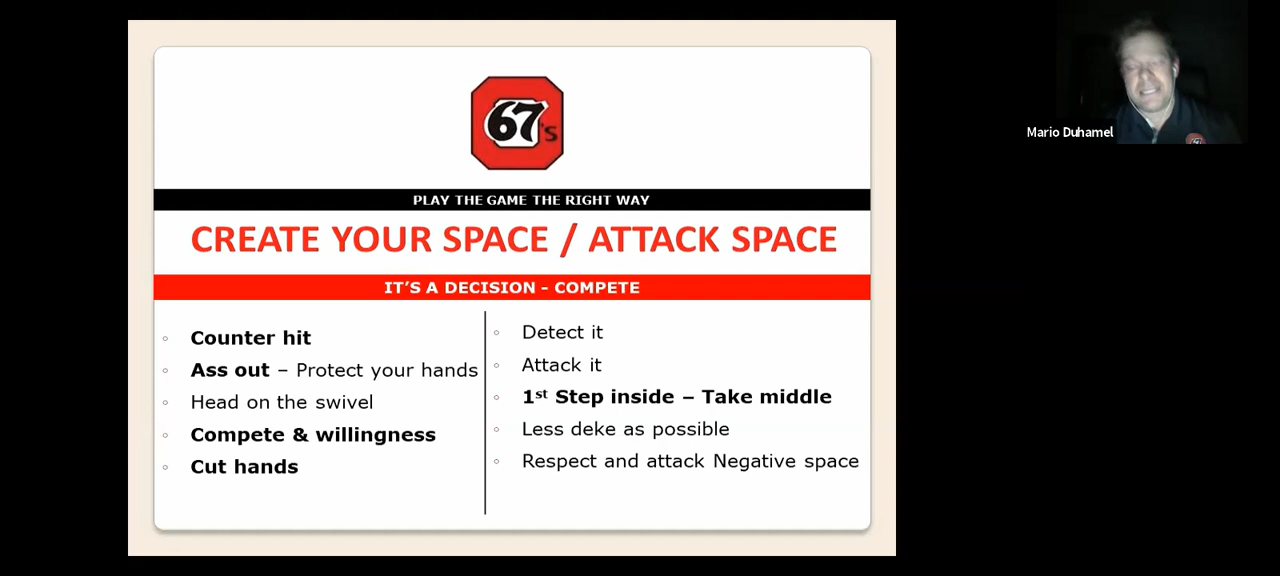 67's
PLAY THE GAME THE RIGHT WAY
CREATE YOUR SPACE / ATTACK SPACE
IT'S A DECISION - COMPETE
Counter hit
Ass out – Protect your hands
Head on the swivel
Compete & willingness
Cut hands
Detect it
Attack it
1st Step inside – Take middle
Less deke as possible
Respect and attack Negative space
Mario Duhamel
67